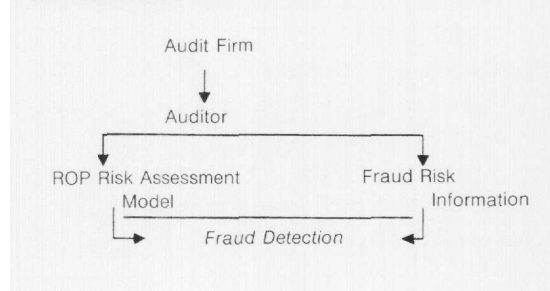 Audit Firm
Auditor
ROP Risk Assessment
Model
Fraud Risk
Information
Fraud Detection